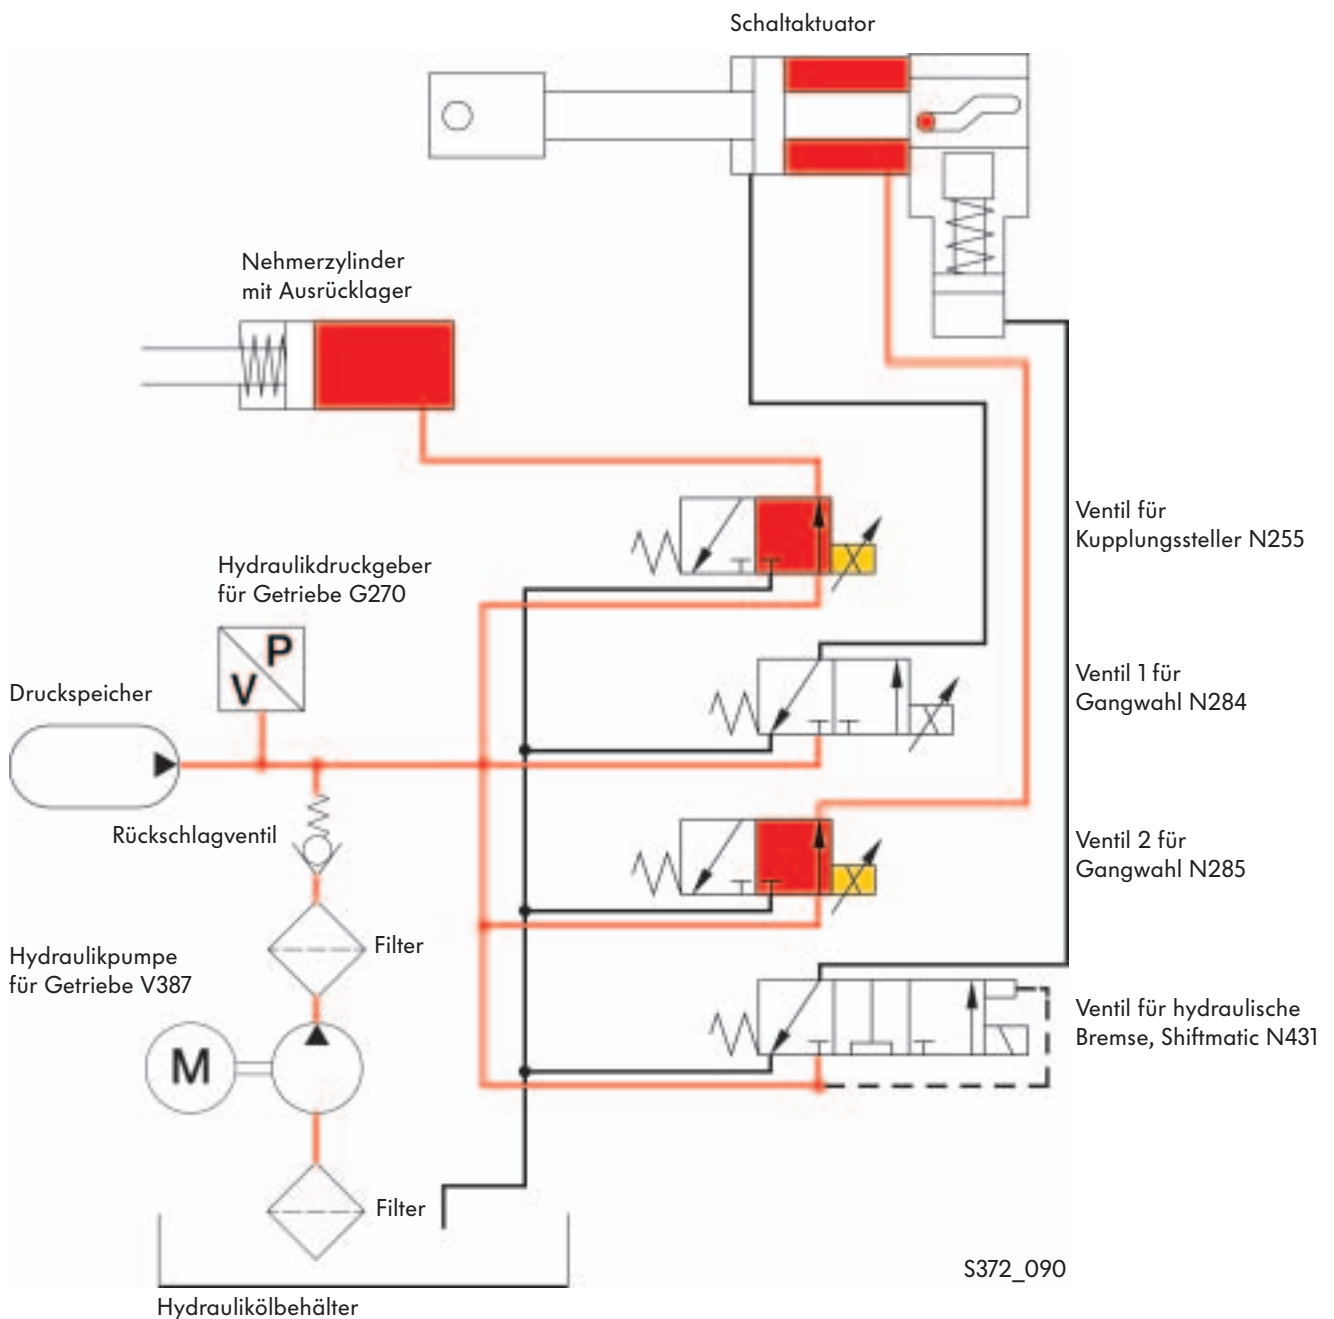 Schaltaktuator
Nehmerzylinder
mit Ausrücklager
Ventil für
Kupplungssteller N255
Hydraulikdruckgeber
für Getriebe G270
P
V
Ventil 1 für
Gangwahl N284
Druckspeicher
Rückschlagventil
Ventil 2 für
Gangwahl N285
Filter
Hydraulikpumpe
für Getriebe V387
Ventil für hydraulische
Bremse, Shiftmatic N431
M
Filter
S372_090
Hydraulikölbehälter